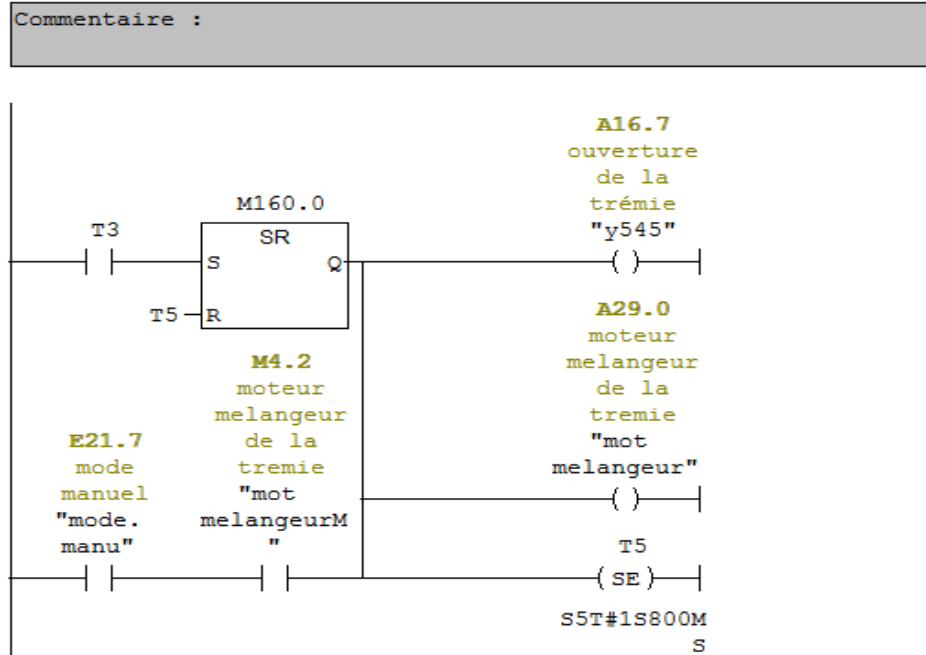 Commentaire :
A16.7
ouverture
de la
trémie
"y545"
M160.0
T3
SR
S
Q
( )
T5
R
A29.0
moteur
melangeur
de la
tremie
"mot
melangeur"
( )
M4.2
moteur
melangeur
de la
tremie
"mot
melangeurM
"
E21.7
mode
manuel
"mode.
manu"
T5
( SE )
S5T#1S800M
S